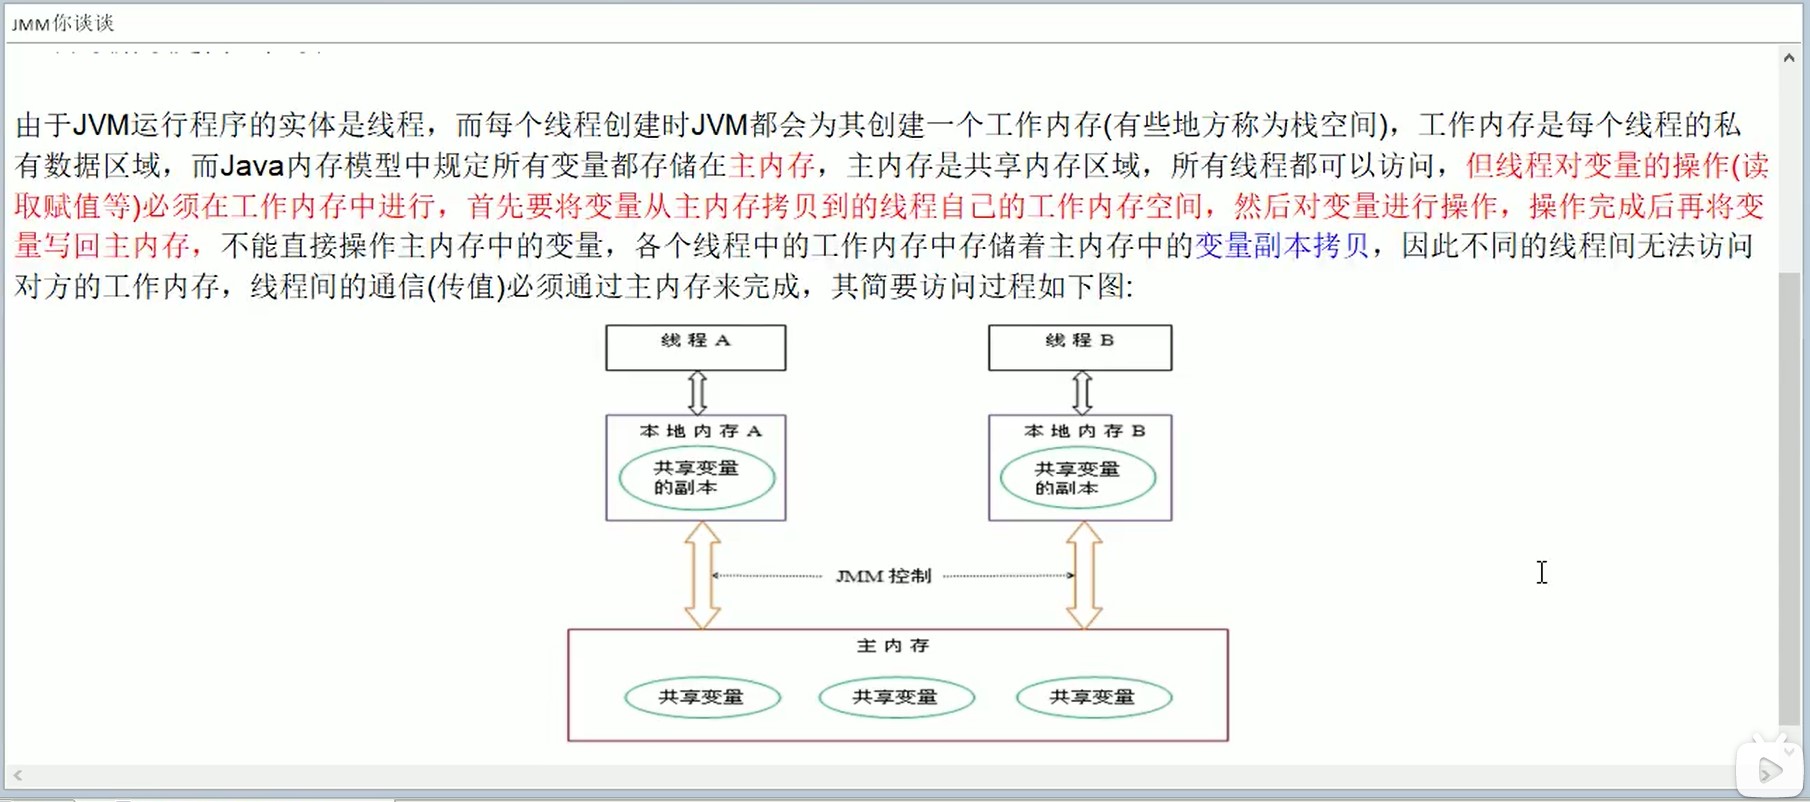 JMM你谈谈
由于JVM运行程序的实体是线程，而每个线程创建时JVM都会为其创建一个工作内存(有些地方称为栈空间)，工作内存是每个线程的私
有数据区域，而Java内存模型中规定所有变量都存储在主内存，主内存是共享内存区域，所有线程都可以访问，但线程对变量的操作(读
取赋值等)必须在工作内存中进行，首先要将变量从主内存拷贝到的线程自己的工作内存空间，然后对变量进行操作，操作完成后再将变
量写回主内存，不能直接操作主内存中的变量，各个线程中的工作内存中存储着主内存中的变量副本拷贝，因此不同的线程间无法访问
对方的工作内存，线程间的通信(传值)必须通过主内存来完成，其简要访问过程如下图:
线程A
线程B
本地内存A
本地内存B
共享变量
的副本
共享变量
的副本
JMM控制
主内存
共享变量
共享变量
共享变量